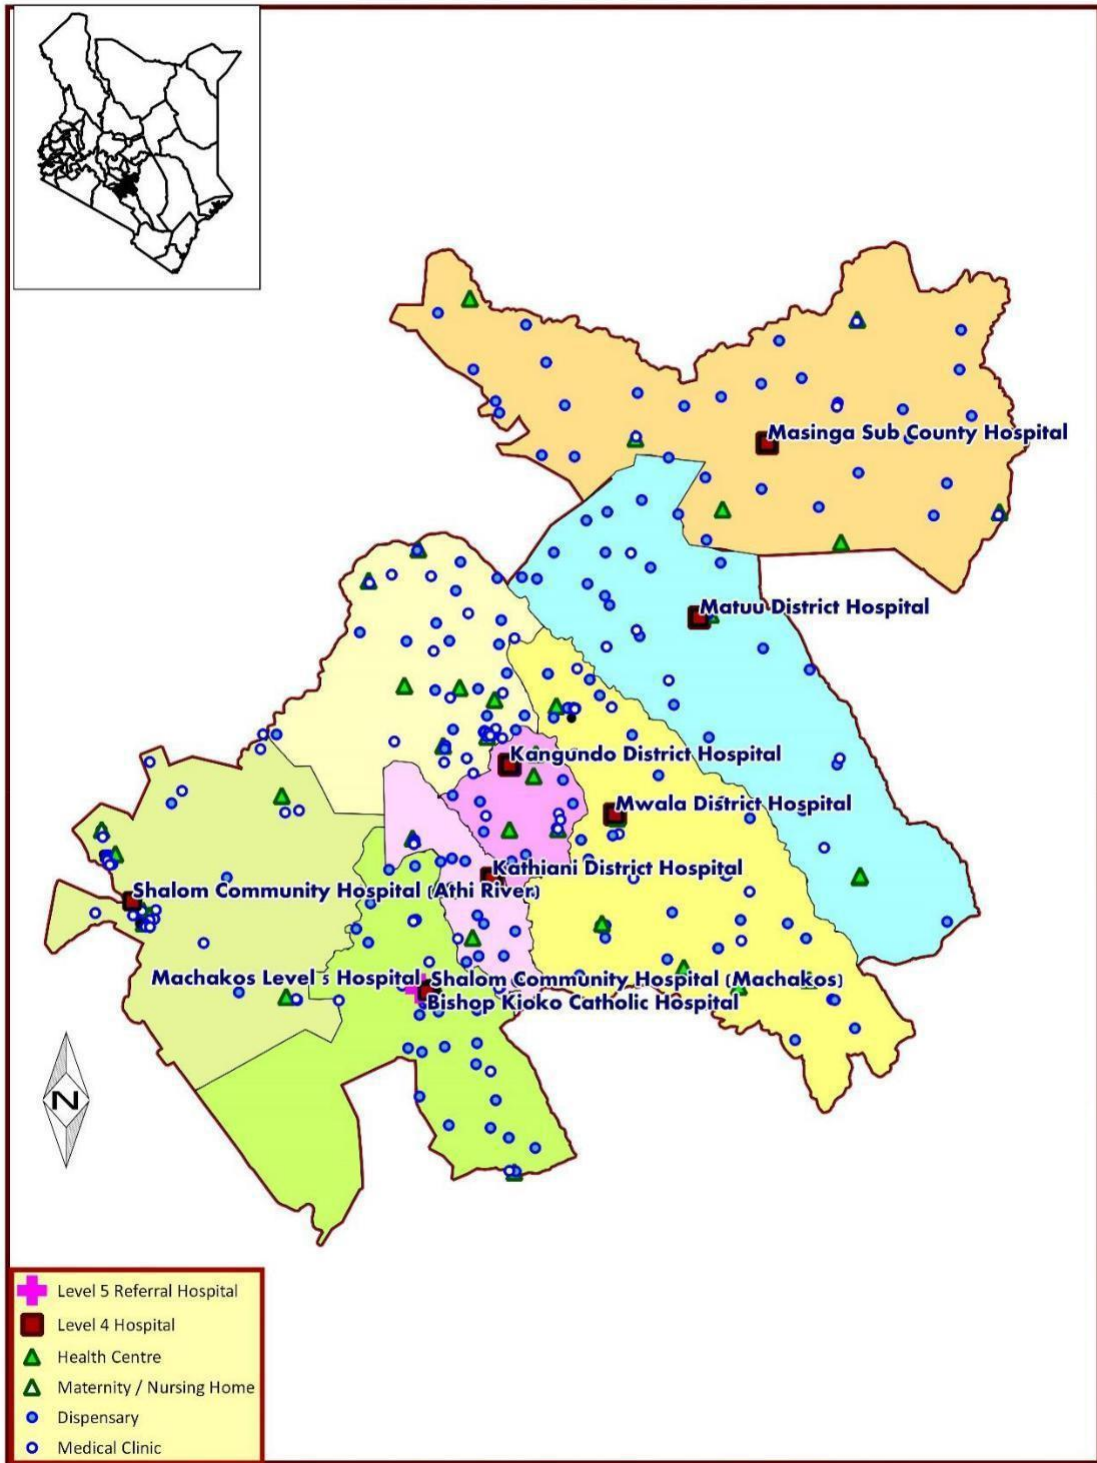 Masinga Sub County Hospital
Matuu District Hospital
Kangundo District Hospital
Mwala District Hospital
Kathiani District Hospital
Shalom Community Hospital (Athi River)
Machakos Level 5 Hospital
Shalom Community Hospital (Machakos)
Bishop Kioko Catholic Hospital
N
Level 5 Referral Hospital
Level 4 Hospital
Health Centre
Maternity / Nursing Home
Dispensary
Medical Clinic